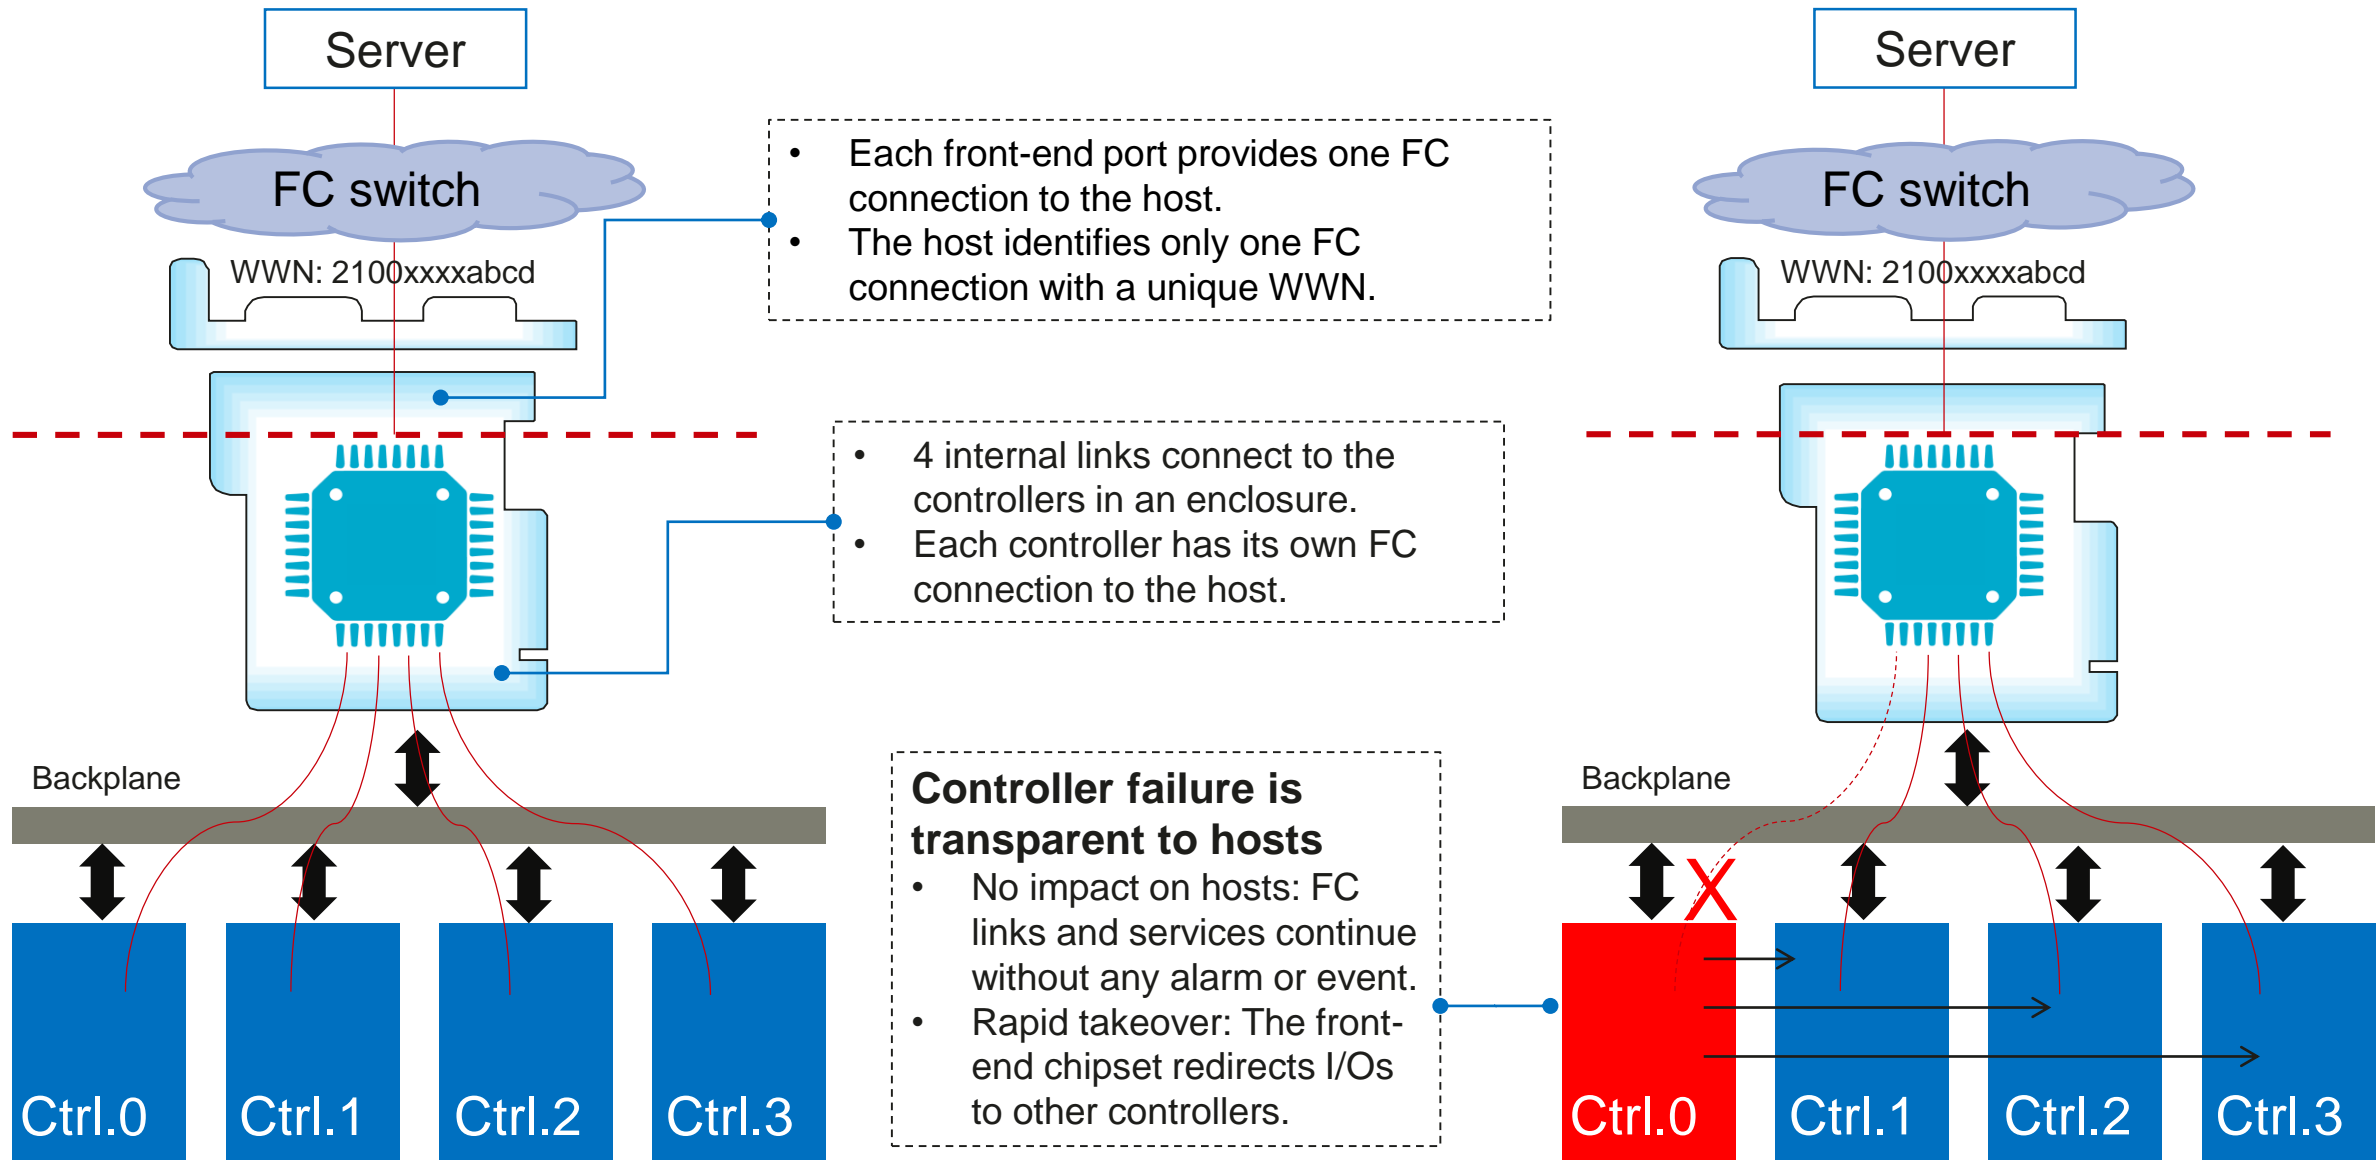 Server
FC switch
WWN: 2100xxxxabcd
Backplane
Ctrl.0
Ctrl.1
Ctrl.2
Ctrl.3
• Each front-end port provides one FC
connection to the host.
• The host identifies only one FC
connection with a unique WWN.
• 4 internal links connect to the
controllers in an enclosure.
• Each controller has its own FC
connection to the host.
Controller failure is
transparent to hosts
• No impact on hosts: FC
links and services continue
without any alarm or event.
• Rapid takeover: The front-
end chipset redirects I/Os
to other controllers.
Server
FC switch
WWN: 2100xxxxabcd
Backplane
X
Ctrl.0
Ctrl.1
Ctrl.2
Ctrl.3